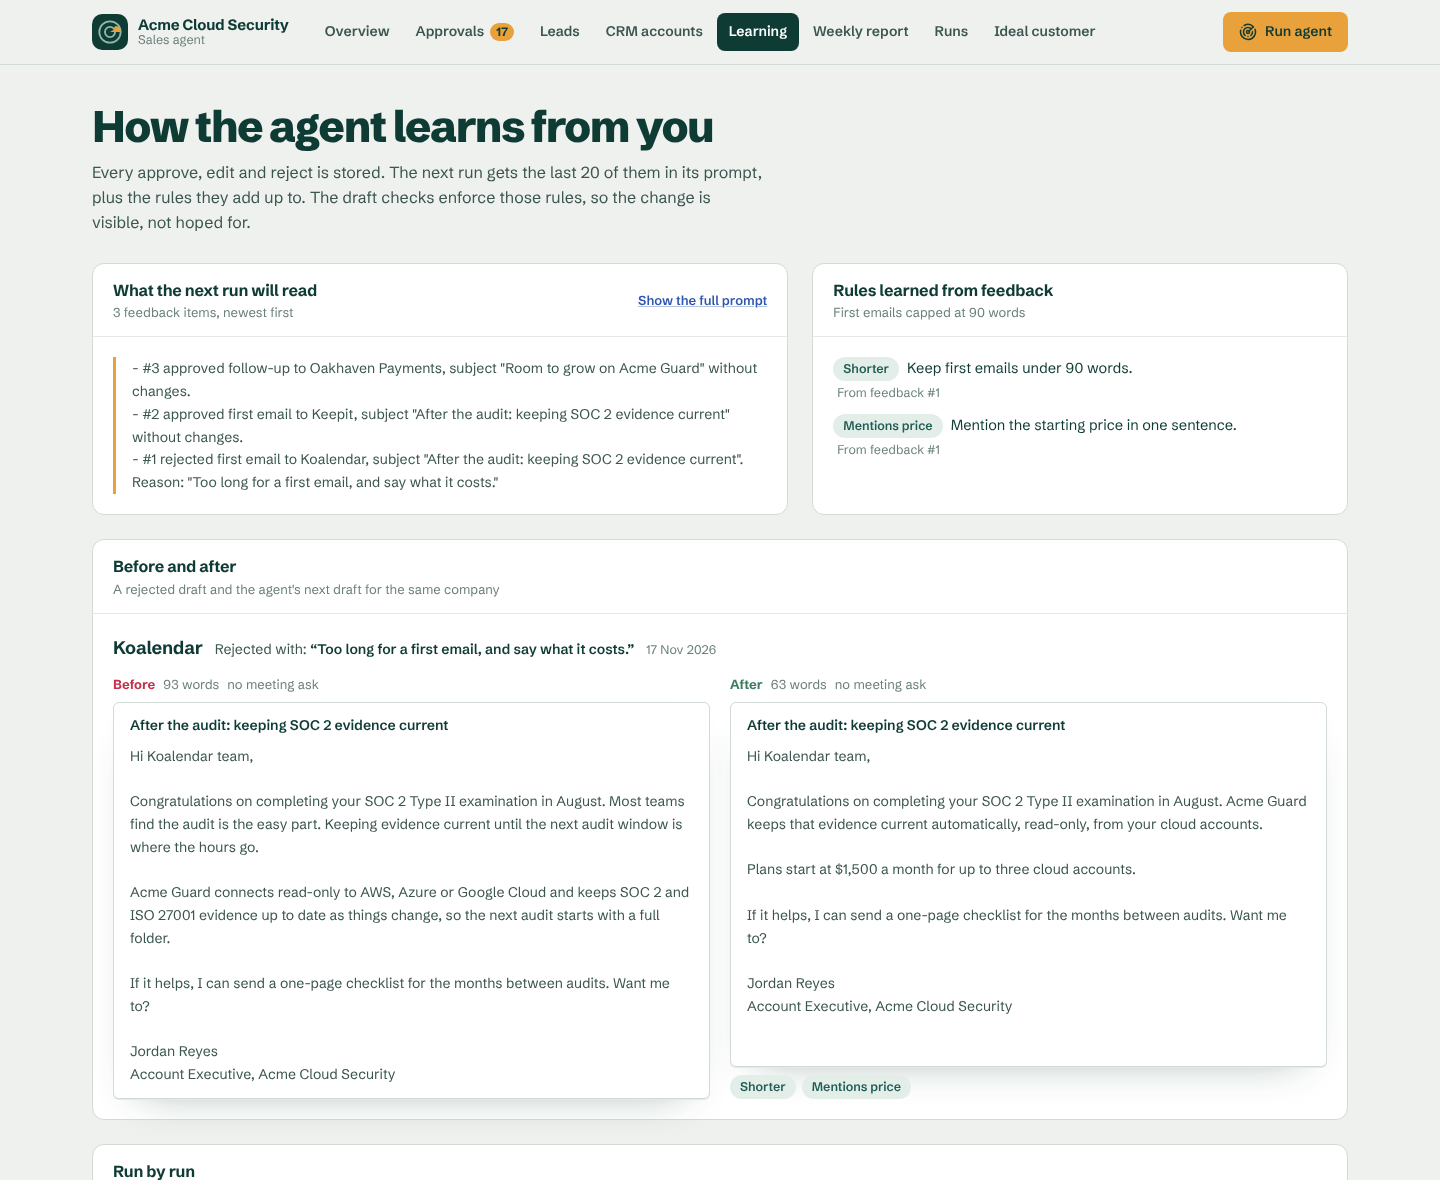 Acme Cloud Security
Sales agent
Overview
Approvals 17
Leads
CRM accounts
Learning
Weekly report
Runs
Ideal customer
Run agent
How the agent learns from you
Every approve, edit and reject is stored. The next run gets the last 20 of them in its prompt,
plus the rules they add up to. The draft checks enforce those rules, so the change is
visible, not hoped for.
What the next run will read
3 feedback items, newest first
Show the full prompt
- #3 approved follow-up to Oakhaven Payments, subject "Room to grow on Acme Guard" without
changes.
- #2 approved first email to Keepit, subject "After the audit: keeping SOC 2 evidence current"
without changes.
- #1 rejected first email to Koalendar, subject "After the audit: keeping SOC 2 evidence current".
Reason: "Too long for a first email, and say what it costs."
Rules learned from feedback
First emails capped at 90 words
Shorter Keep first emails under 90 words.
From feedback #1
Mentions price Mention the starting price in one sentence.
From feedback #1
Before and after
A rejected draft and the agent's next draft for the same company
Koalendar Rejected with: “Too long for a first email, and say what it costs.” 17 Nov 2026
Before 93 words no meeting ask
After the audit: keeping SOC 2 evidence current
Hi Koalendar team,
Congratulations on completing your SOC 2 Type II examination in August. Most teams
find the audit is the easy part. Keeping evidence current until the next audit window is
where the hours go.
Acme Guard connects read-only to AWS, Azure or Google Cloud and keeps SOC 2 and
ISO 27001 evidence up to date as things change, so the next audit starts with a full
folder.
If it helps, I can send a one-page checklist for the months between audits. Want me
to?
Jordan Reyes
Account Executive, Acme Cloud Security
After 63 words no meeting ask
After the audit: keeping SOC 2 evidence current
Hi Koalendar team,
Congratulations on completing your SOC 2 Type II examination in August. Acme Guard
keeps that evidence current automatically, read-only, from your cloud accounts.
Plans start at $1,500 a month for up to three cloud accounts.
If it helps, I can send a one-page checklist for the months between audits. Want me
to?
Jordan Reyes
Account Executive, Acme Cloud Security
Shorter
Mentions price
Run by run